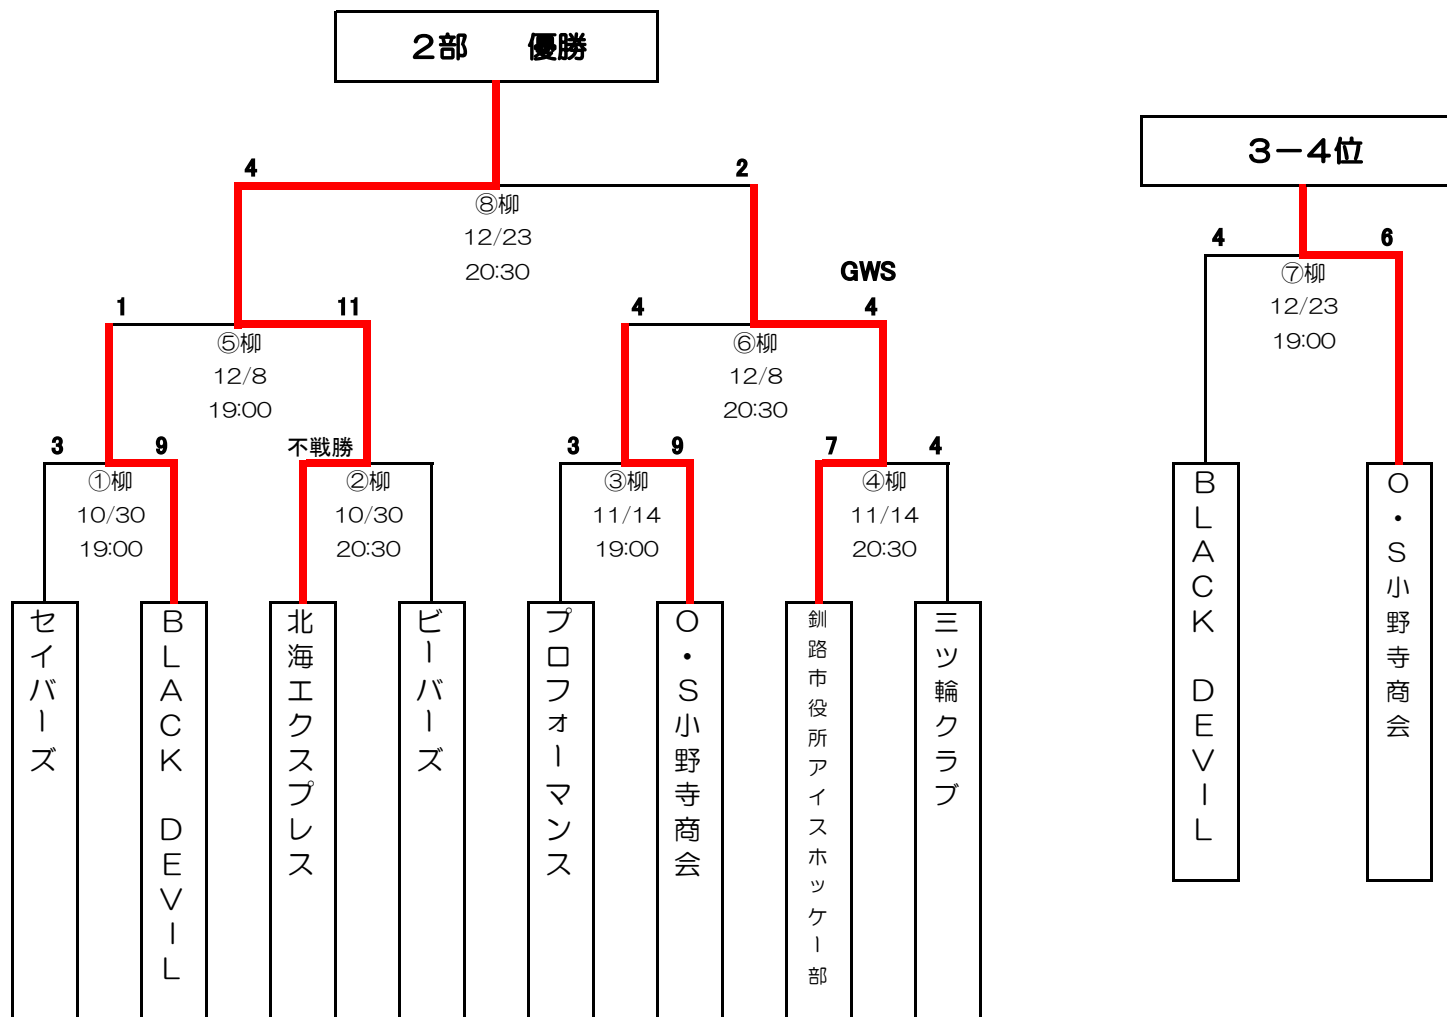 2部 優勝
4
2
⑧柳
12/23
20:30
GWS
1
11
4
4
⑤柳
12/8
19:00
⑥柳
12/8
20:30
3
9
不戦勝
3
9
7
4
①柳
10/30
19:00
②柳
10/30
20:30
③柳
11/14
19:00
④柳
11/14
20:30
セイバーズ
BLACK DEVIL
北海エクスプレス
ビーバーズ
プロフォーマンス
O・S小野寺商会
釧路市役所アイスホッケー部
三ツ輪クラブ
3-4位
4
6
⑦柳
12/23
19:00
BLACK DEVIL
O・S小野寺商会